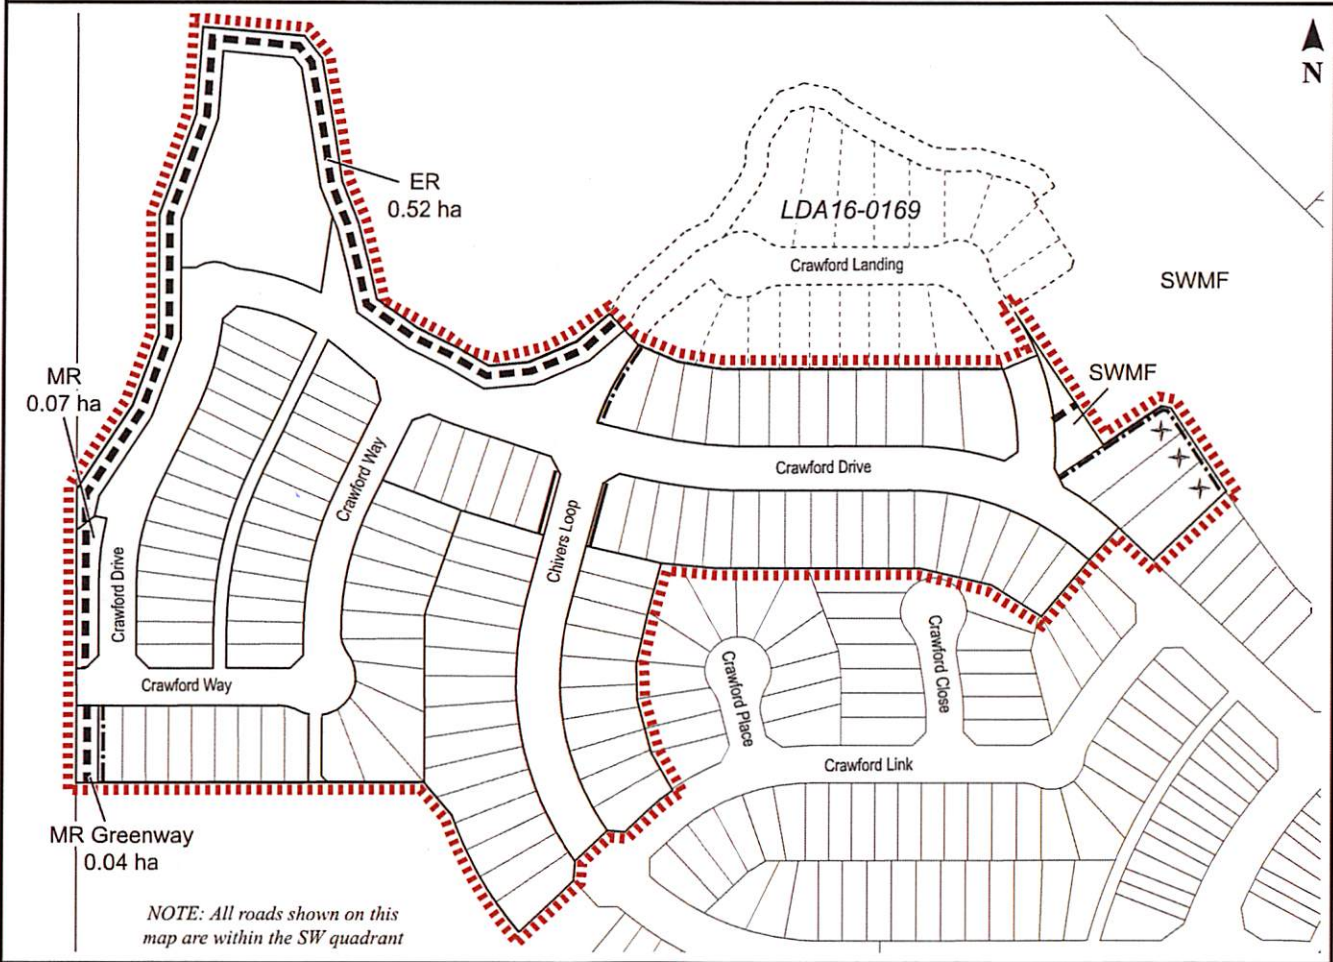 N
ER
0.52 ha
LDA16-0169
Crawford Landing
SWMF
SWMF
MR
0.07 ha
Crawford Way
Crawford Drive
Chivers Loop
Crawford Drive
Crawford Way
Crawford Place
Crawford Close
Crawford Link
MR Greenway
0.04 ha
NOTE: All roads shown on this
map are within the SW quadrant